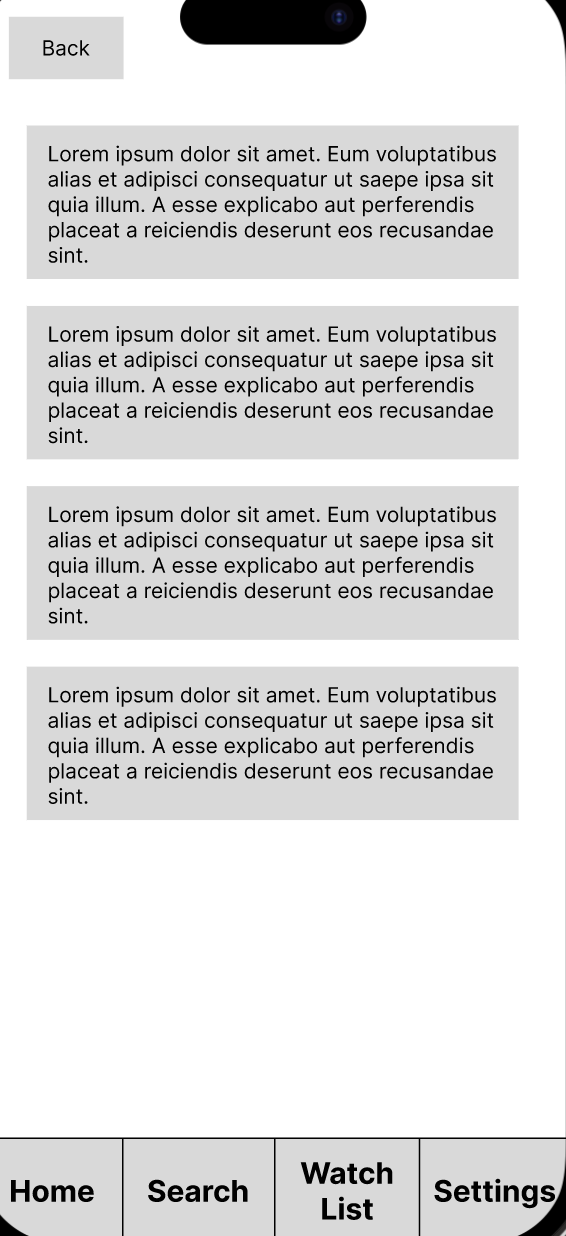 Back
Lorem ipsum dolor sit amet. Eum voluptatibus
alias et adipisci consequatur ut saepe ipsa sit
quia illum. A esse explicabo aut perferendis
placeat a reiciendis deserunt eos recusandae
sint.
Lorem ipsum dolor sit amet. Eum voluptatibus
alias et adipisci consequatur ut saepe ipsa sit
quia illum. A esse explicabo aut perferendis
placeat a reiciendis deserunt eos recusandae
sint.
Lorem ipsum dolor sit amet. Eum voluptatibus
alias et adipisci consequatur ut saepe ipsa sit
quia illum. A esse explicabo aut perferendis
placeat a reiciendis deserunt eos recusandae
sint.
Lorem ipsum dolor sit amet. Eum voluptatibus
alias et adipisci consequatur ut saepe ipsa sit
quia illum. A esse explicabo aut perferendis
placeat a reiciendis deserunt eos recusandae
sint.
Home
Search
Watch
List
Settings